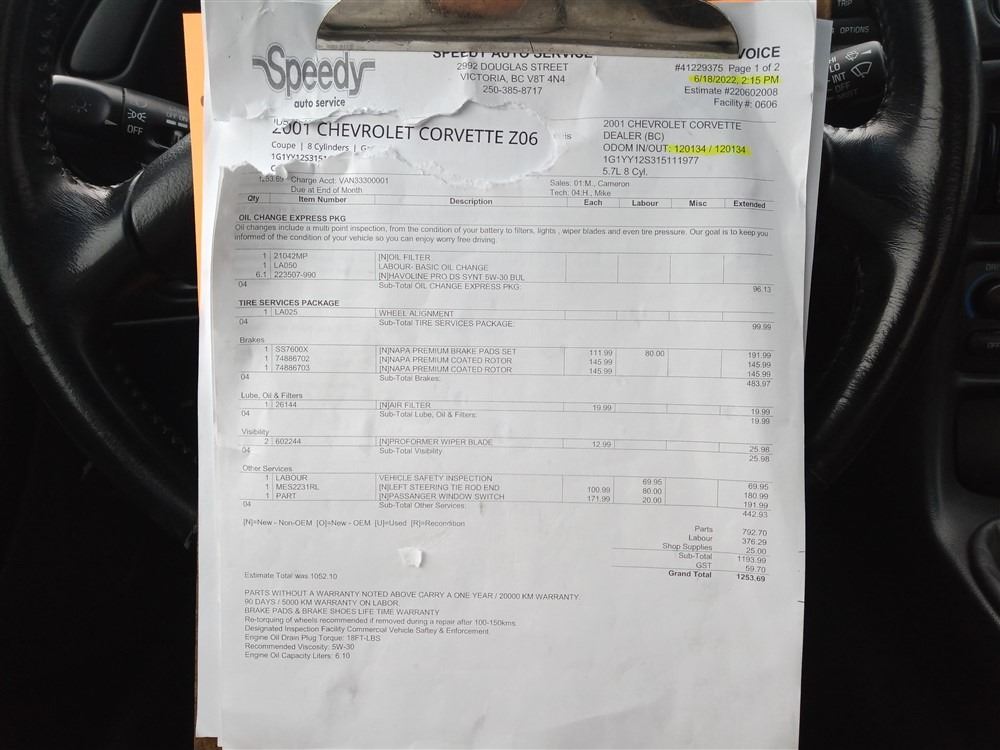 Speedy
auto service
SPEEDY AUTO SERVICE
2992 DOUGLAS STREET
VICTORIA, BC V8T 4N4
250-385-8717
VOICE
#41229375 Page 1 of 2
6/18/2022, 2:15 PM
Estimate #220602008
Facility #: 0606
2001 CHEVROLET CORVETTE Z06
Coupe | 8 Cylinders |
1G1YY12S3151
is
2001 CHEVROLET CORVETTE
DEALER (BC)
ODOM IN/OUT: 120134 / 120134
1G1YY12S315111977
5.7L 8 Cyl.
1253.69 Charge Acct: VAN33300001
Due at End of Month
Sales: 01:M., Cameron
Tech: 04:H., Mike
Qty Item Number Description Each Labour Misc Extended
OIL CHANGE EXPRESS PKG
Oil changes include a multi point inspection, from the condition of your battery to filters, lights , wiper blades and even tire pressure. Our goal is to keep you
informed of the condition of your vehicle so you can enjoy worry free driving.
1 21042MP [N]OIL FILTER
1 LA050 LABOUR- BASIC OIL CHANGE
6.1 223507-990 [N]HAVOLINE PRO DS SYNT 5W-30 BUL
04 Sub-Total OIL CHANGE EXPRESS PKG: 96.13
TIRE SERVICES PACKAGE
1 LA025 WHEEL ALIGNMENT
04 Sub-Total TIRE SERVICES PACKAGE: 99.99
Brakes
1 SS7600X [N]NAPA PREMIUM BRAKE PADS SET 111.99 80.00 191.99
1 74886702 [N]NAPA PREMIUM COATED ROTOR 145.99 145.99
1 74886703 [N]NAPA PREMIUM COATED ROTOR 145.99 145.99
04 Sub-Total Brakes: 483.97
Lube, Oil & Filters
1 26144 [N]AIR FILTER 19.99 19.99
04 Sub-Total Lube, Oil & Filters: 19.99
Visibility
2 602244 [N]PROFORMER WIPER BLADE 12.99 25.98
04 Sub-Total Visibility 25.98
Other Services
1 LABOUR VEHICLE SAFETY INSPECTION 69.95 69.95
1 MES2231RL [N]LEFT STEERING TIE ROD END 100.99 80.00 180.99
1 PART [N]PASSANGER WINDOW SWITCH 171.99 20.00 191.99
04 Sub-Total Other Services: 442.93
[N]=New - Non-OEM [O]=New - OEM [U]=Used [R]=Recondition
Parts 792.70
Labour 376.29
Shop Supplies 25.00
Sub-Total 1193.99
GST 59.70
Grand Total 1253.69
Estimate Total was 1052.10
PARTS WITHOUT A WARRANTY NOTED ABOVE CARRY A ONE YEAR / 20000 KM WARRANTY.
90 DAYS / 5000 KM WARRANTY ON LABOR.
BRAKE PADS & BRAKE SHOES LIFE TIME WARRANTY
Re-torquing of wheels recommended if removed during a repair after 100-150kms.
Designated Inspection Facility Commercial Vehicle Saftey & Enforcement.
Engine Oil Drain Plug Torque: 18FT-LBS
Recommended Viscosity: 5W-30
Engine Oil Capacity Liters: 6.10
OFF
TRIP
OPTIONS
HI
LO
INT
OFF
MIST